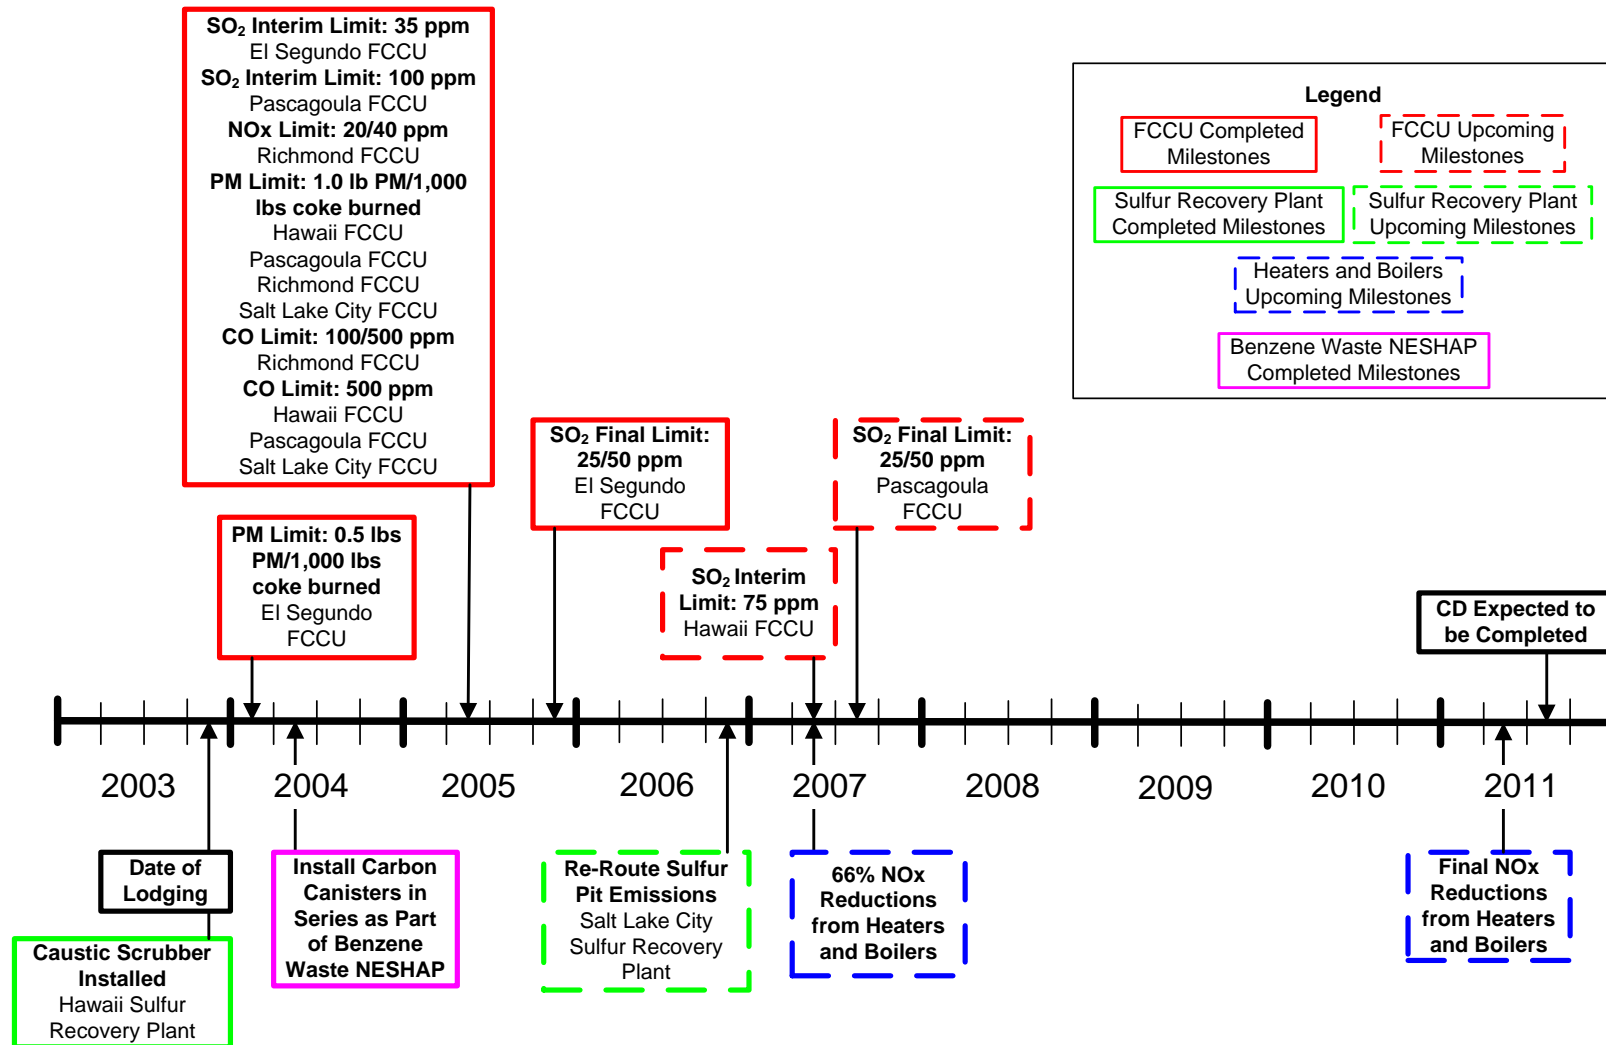 SO₂ Interim Limit: 35 ppm
El Segundo FCCU
SO₂ Interim Limit: 100 ppm
Pascagoula FCCU
NOx Limit: 20/40 ppm
Richmond FCCU
PM Limit: 1.0 lb PM/1,000
lbs coke burned
Hawaii FCCU
Pascagoula FCCU
Richmond FCCU
Salt Lake City FCCU
CO Limit: 100/500 ppm
Richmond FCCU
CO Limit: 500 ppm
Hawaii FCCU
Pascagoula FCCU
Salt Lake City FCCU
Legend
FCCU Completed
Milestones
FCCU Upcoming
Milestones
Sulfur Recovery Plant
Completed Milestones
Sulfur Recovery Plant
Upcoming Milestones
Heaters and Boilers
Upcoming Milestones
Benzene Waste NESHAP
Completed Milestones
PM Limit: 0.5 lbs
PM/1,000 lbs
coke burned
El Segundo
FCCU
SO₂ Final Limit:
25/50 ppm
El Segundo
FCCU
SO₂ Interim
Limit: 75 ppm
Hawaii FCCU
SO₂ Final Limit:
25/50 ppm
Pascagoula
FCCU
CD Expected to
be Completed
2003
2004
2005
2006
2007
2008
2009
2010
2011
Date of
Lodging
Caustic Scrubber
Installed
Hawaii Sulfur
Recovery Plant
Install Carbon
Canisters in
Series as Part
of Benzene
Waste NESHAP
Re-Route Sulfur
Pit Emissions
Salt Lake City
Sulfur Recovery
Plant
66% NOx
Reductions
from Heaters
and Boilers
Final NOx
Reductions
from Heaters
and Boilers